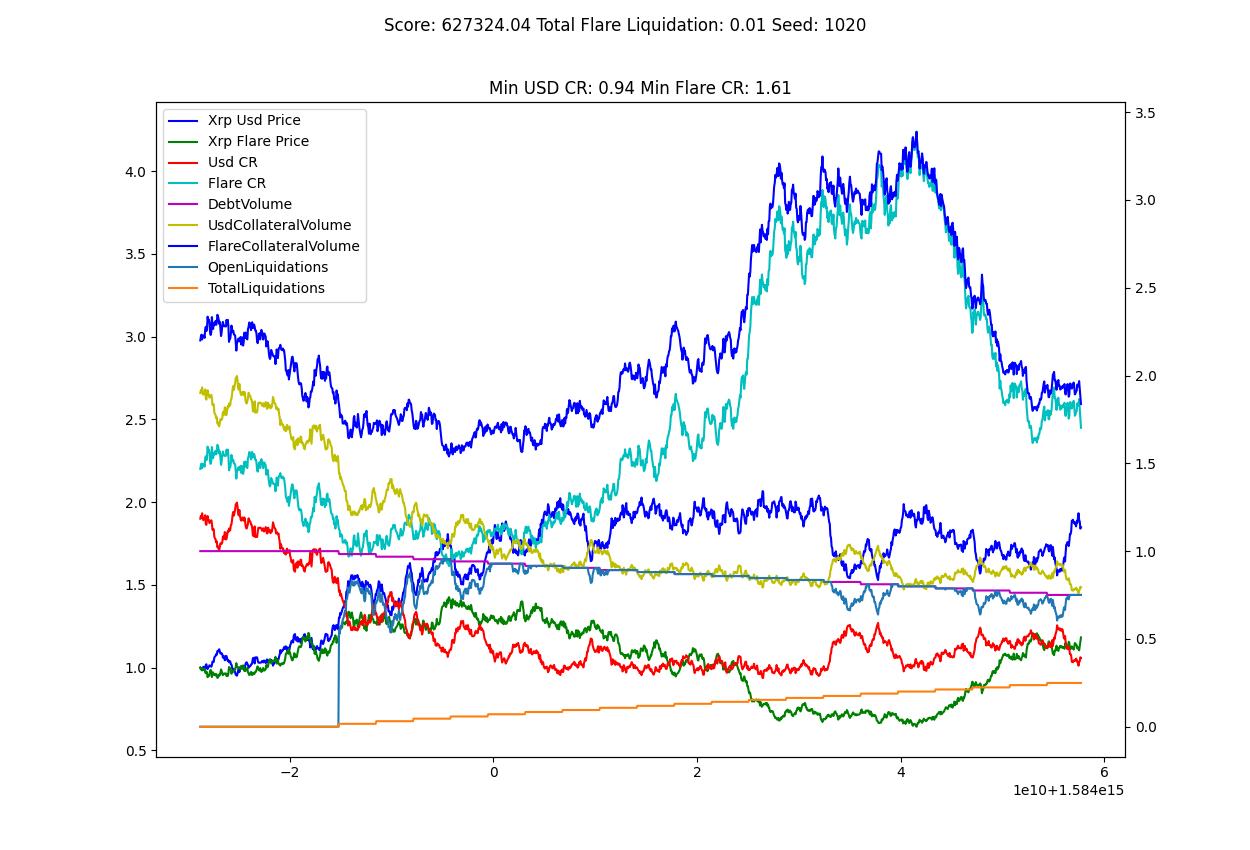 Score: 627324.04 Total Flare Liquidation: 0.01 Seed: 1020
Min USD CR: 0.94 Min Flare CR: 1.61
Xrp Usd Price
Xrp Flare Price
Usd CR
Flare CR
DebtVolume
UsdCollateralVolume
FlareCollateralVolume
OpenLiquidations
TotalLiquidations
4.0
3.5
3.0
2.5
2.0
1.5
1.0
0.5
3.5
3.0
2.5
2.0
1.5
1.0
0.5
0.0
−2 0 2 4 6
1e10+1.584e15